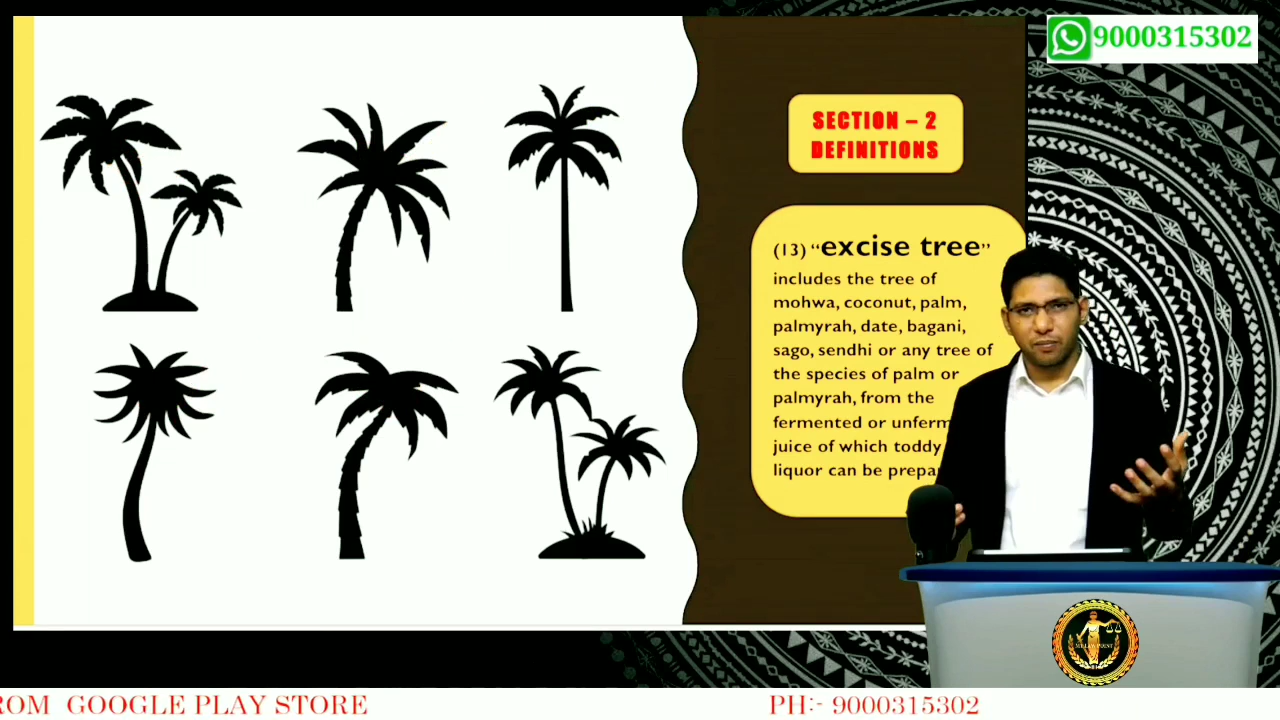 9000315302
SECTION – 2
DEFINITIONS
(13) “excise tree”
includes the tree of
mohwa, coconut, palm,
palmyrah, date, bagani,
sago, sendhi or any tree of
the species of palm or
palmyrah, from the
fermented or unferm
juice of which toddy
liquor can be prepa
GOOGLE PLAY STORE
PH:- 9000315302